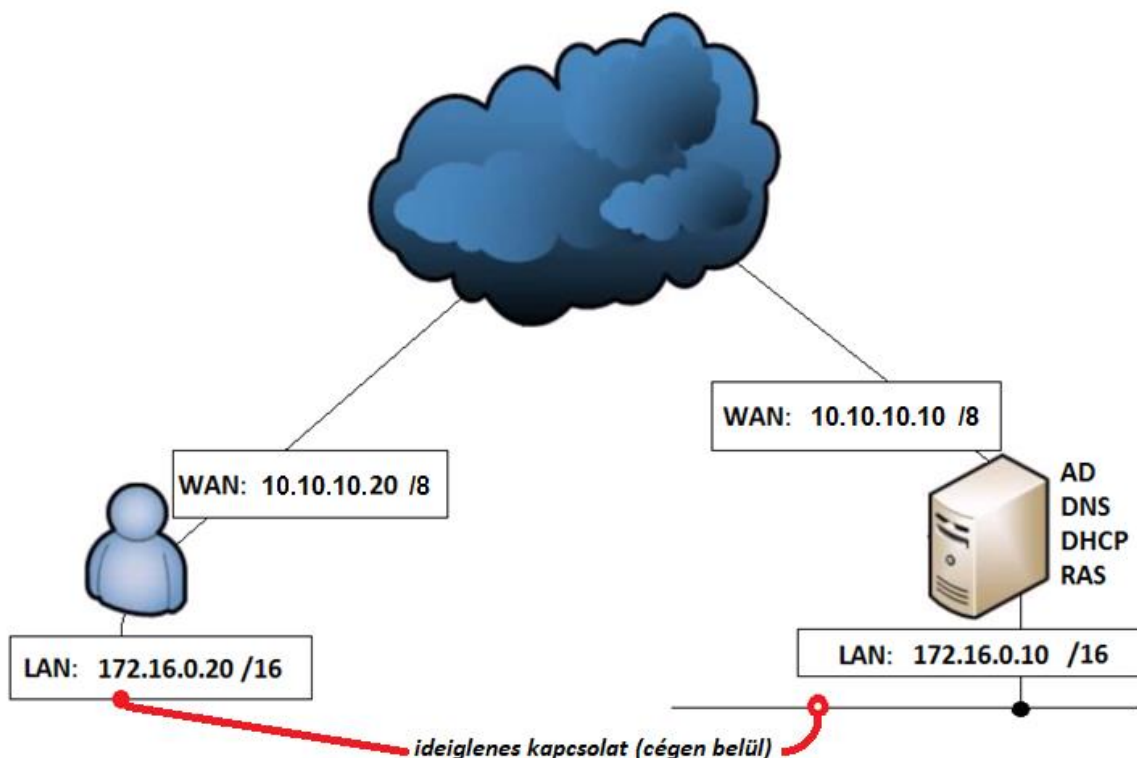 WAN: 10.10.10.10 /8
WAN: 10.10.10.20 /8
AD
DNS
DHCP
RAS
LAN: 172.16.0.20 /16
LAN: 172.16.0.10 /16
ideiglenes kapcsolat (cégen belül)